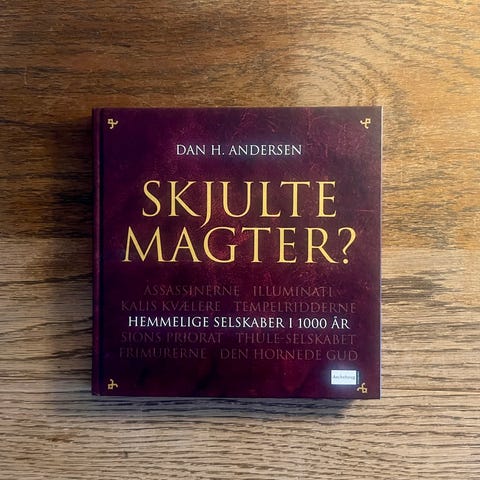 DAN H. ANDERSEN
SKJULTE
MAGTER?
ASSASSINERNE ILLUMINATI
KALIS KVÆLERE TEMPELRIDDERNE
HEMMELIGE SELSKABER I 1000 ÅR
SIONS PRIORAT THULE-SELSKABET
FRIMURERNE DEN HORNEDE GUD
Aschehoug